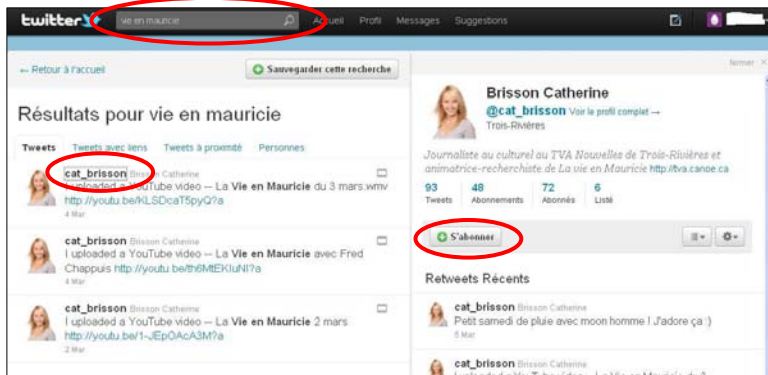 twitter
vie en mauricie
Accueil Profil Messages Suggestions
← Retour à l'accueil
Sauvegarder cette recherche
Résultats pour vie en mauricie
Tweets Tweets avec liens Tweets à proximité Personnes
cat_brisson Brisson Catherine
I uploaded a YouTube video -- La Vie en Mauricie du 3 mars.wmv
http://youtu.be/KLSDcaT5pyQ?a
4 Mar
cat_brisson Brisson Catherine
I uploaded a YouTube video -- La Vie en Mauricie avec Fred
Chappuis http://youtu.be/th6MtEKIuNI?a
4 Mar
cat_brisson Brisson Catherine
I uploaded a YouTube video -- La Vie en Mauricie 2 mars
http://youtu.be/1-JEpOAcA3M?a
2 Mar
fermer ×
Brisson Catherine
@cat_brisson Voir le profil complet →
Trois-Rivières
Journaliste au culturel au TVA Nouvelles de Trois-Rivières et
animatrice-recherchiste de La vie en Mauricie http://tva.canoe.ca
93 48 72 6
Tweets Abonnements Abonnés Listé
S'abonner
Retweets Récents
cat_brisson Brisson Catherine
Petit samedi de pluie avec moon homme ! J'adore ça :)
5 Mar
cat_brisson Brisson Catherine